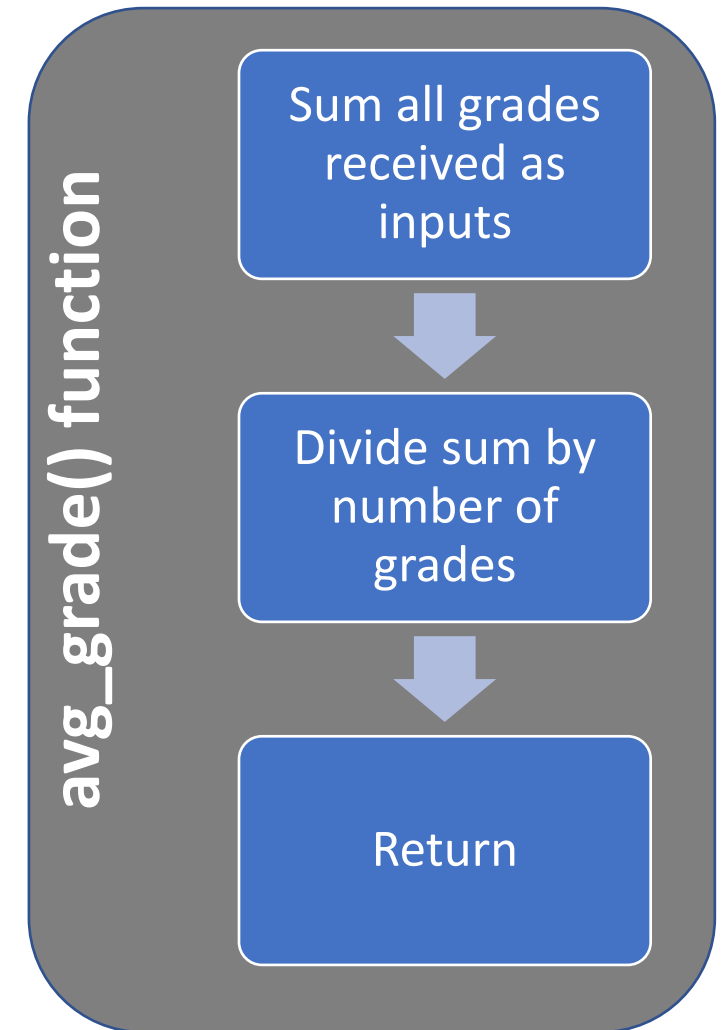 avg_grade() function
Sum all grades
received as
inputs
Divide sum by
number of
grades
Return